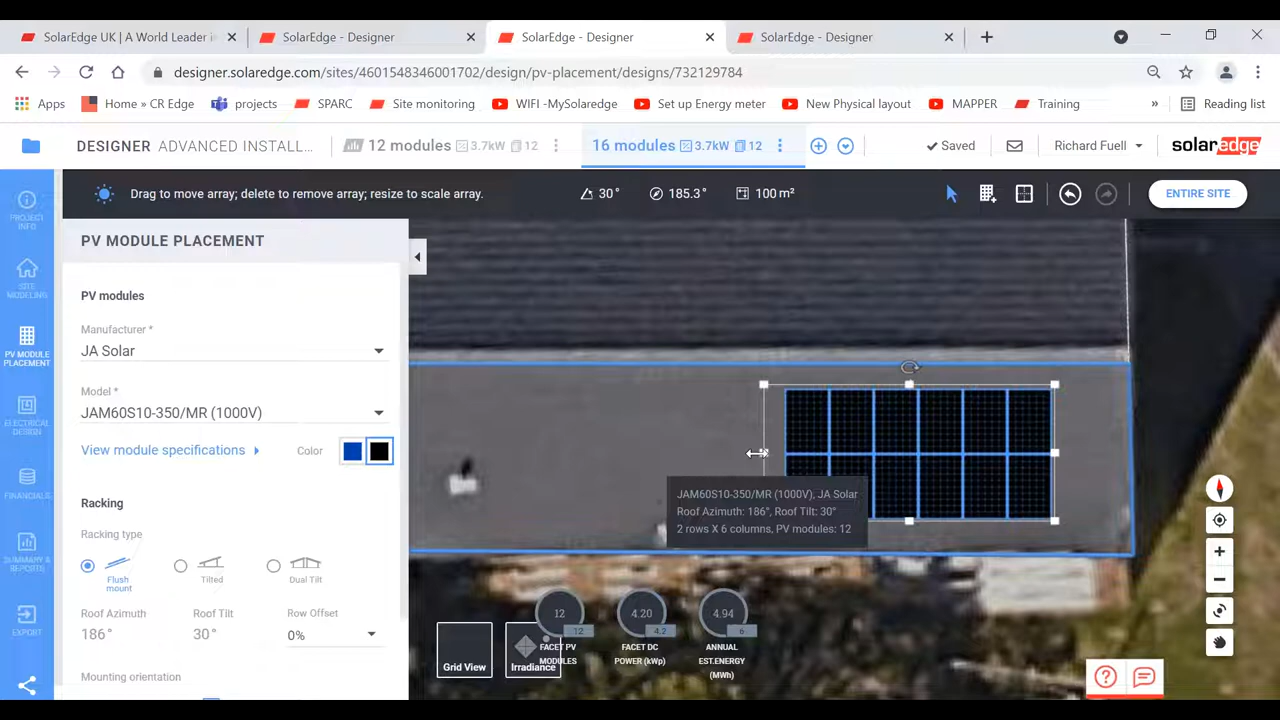 SolarEdge UK | A World Leader i
SolarEdge - Designer
SolarEdge - Designer
SolarEdge - Designer
designer.solaredge.com/sites/4601548346001702/design/pv-placement/designs/732129784
Apps
Home » CR Edge
projects
SPARC
Site monitoring
WIFI -MySolaredge
Set up Energy meter
New Physical layout
MAPPER
Training
»
Reading list
DESIGNER ADVANCED INSTALL...
12 modules 3.7kW 12
16 modules 3.7kW 12
Saved
Richard Fuell
solaredge
Drag to move array; delete to remove array; resize to scale array.
30°
185.3°
100 m²
ENTIRE SITE
PROJECT
INFO
SITE
MODELING
PV MODULE
PLACEMENT
ELECTRICAL
DESIGN
FINANCIALS
SUMMARY &
REPORTS
EXPORT
PV MODULE PLACEMENT
PV modules
Manufacturer *
JA Solar
Model *
JAM60S10-350/MR (1000V)
View module specifications
Color
Racking
Racking type
Flush
mount
Tilted
Dual Tilt
Roof Azimuth
186°
Roof Tilt
30°
Row Offset
0%
Mounting orientation
JAM60S10-350/MR (1000V), JA Solar
Roof Azimuth: 186°, Roof Tilt: 30°
2 rows X 6 columns, PV modules: 12
Grid View
Irradiance
12
12
FACET PV
MODULES
4.20
4.2
FACET DC
POWER (kWp)
4.94
6
ANNUAL
EST.ENERGY
(MWh)